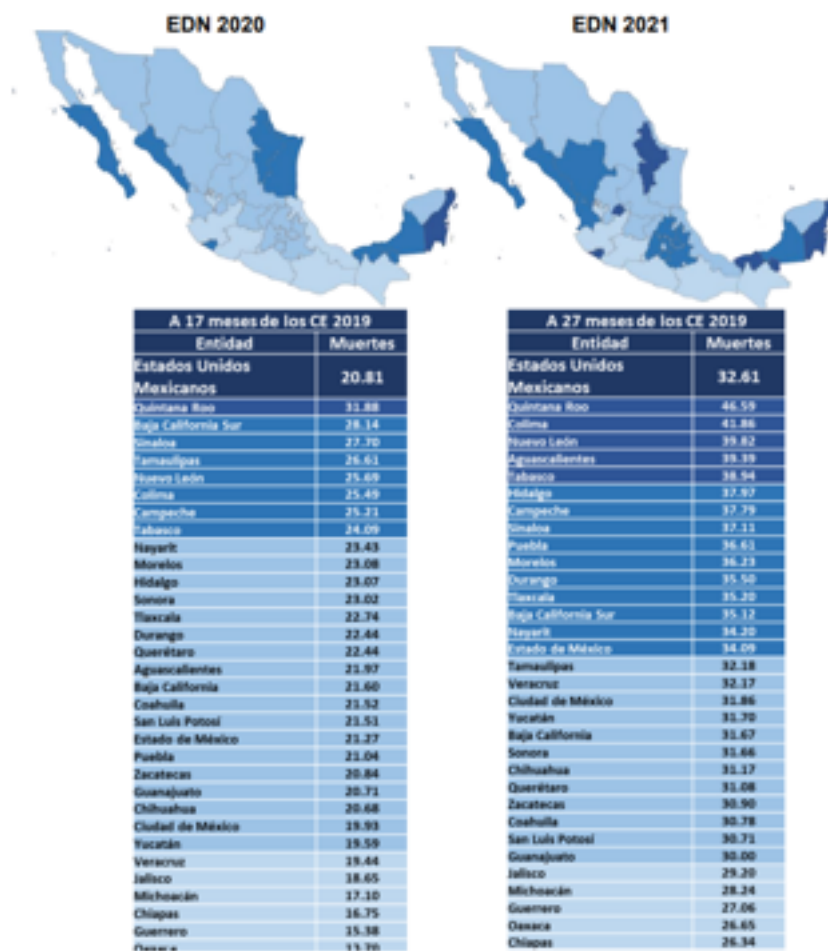 EDN 2020
EDN 2021
A 17 meses de los CE 2019
Entidad Muertes
Estados Unidos Mexicanos 20.81
Quintana Roo 31.88
Baja California Sur 28.14
Sinaloa 27.70
Tamaulipas 26.61
Nuevo León 25.69
Colima 25.49
Campeche 25.21
Tabasco 24.09
Nayarit 23.43
Morelos 23.08
Hidalgo 23.07
Sonora 23.02
Tlaxcala 22.74
Durango 22.44
Querétaro 22.44
Aguascalientes 21.97
Baja California 21.60
Coahuila 21.52
San Luis Potosí 21.51
Estado de México 21.27
Puebla 21.04
Zacatecas 20.84
Guanajuato 20.71
Chihuahua 20.68
Ciudad de México 19.93
Yucatán 19.59
Veracruz 19.44
Jalisco 18.65
Michoacán 17.10
Chiapas 16.75
Guerrero 15.38
Oaxaca 13.70
A 27 meses de los CE 2019
Entidad Muertes
Estados Unidos Mexicanos 32.61
Quintana Roo 46.59
Colima 41.86
Nuevo León 39.82
Aguascalientes 39.39
Tabasco 38.94
Hidalgo 37.97
Campeche 37.79
Sinaloa 37.11
Puebla 36.61
Morelos 36.23
Durango 35.50
Tlaxcala 35.20
Baja California Sur 35.12
Nayarit 34.20
Estado de México 34.09
Tamaulipas 32.18
Veracruz 32.17
Ciudad de México 31.86
Yucatán 31.70
Baja California 31.67
Sonora 31.66
Chihuahua 31.17
Querétaro 31.08
Zacatecas 30.90
Coahuila 30.78
San Luis Potosí 30.71
Guanajuato 30.00
Jalisco 29.20
Michoacán 28.24
Guerrero 27.06
Oaxaca 26.65
Chiapas 26.34